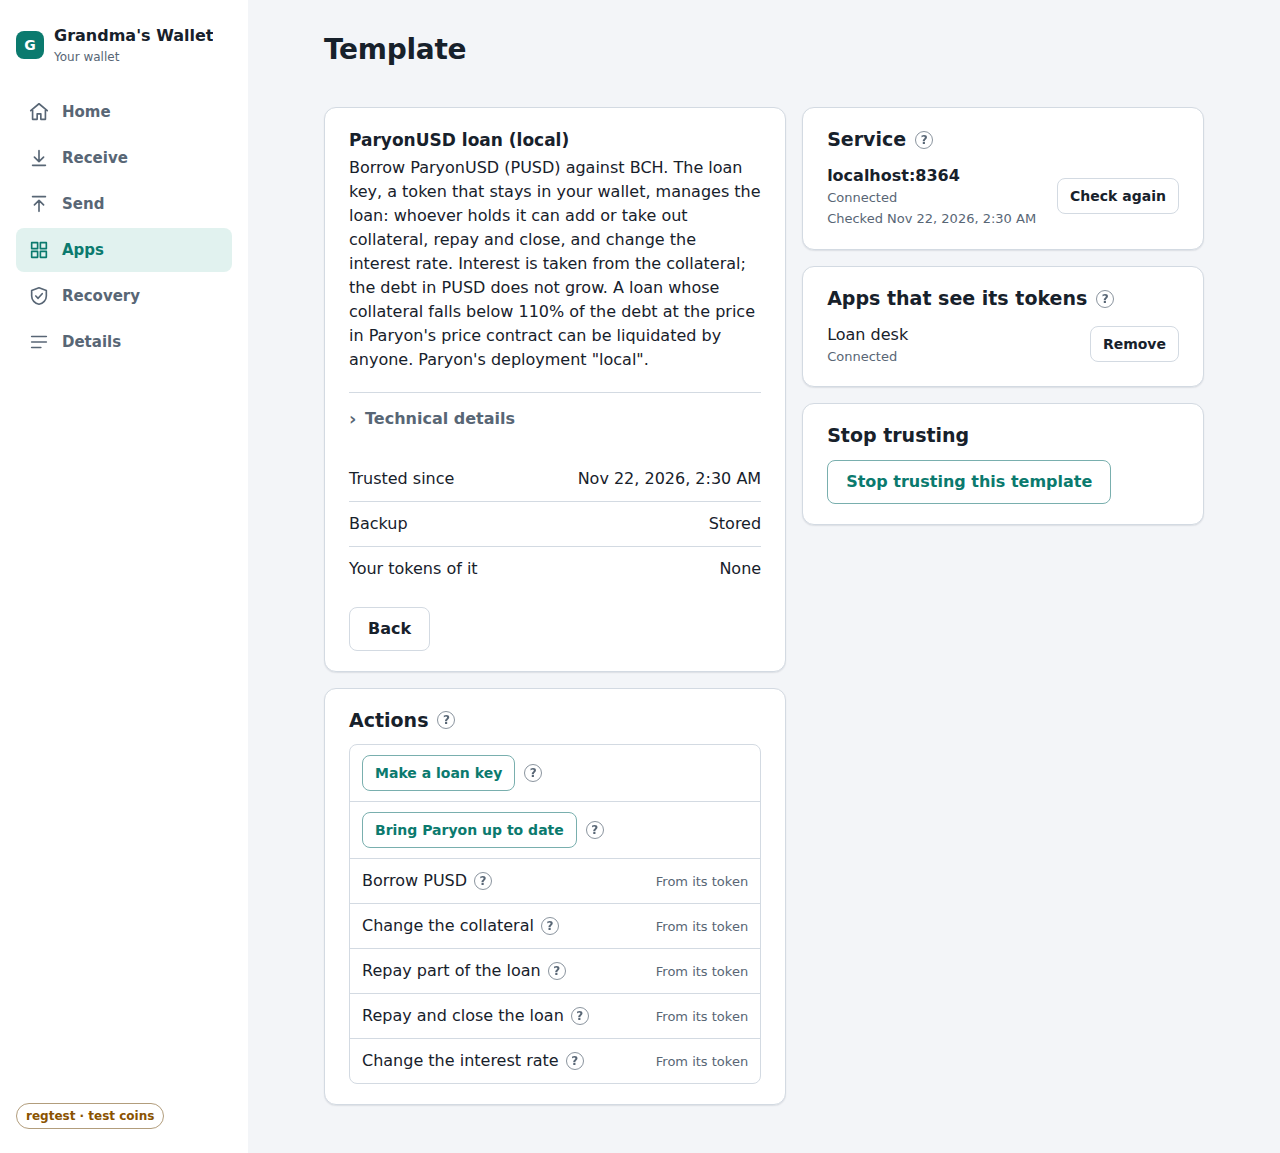 G
Grandma's Wallet
Your wallet
Home
Receive
Send
Apps
Recovery
Details
regtest · test coins
Template
ParyonUSD loan (local)
Borrow ParyonUSD (PUSD) against BCH. The loan
key, a token that stays in your wallet, manages the
loan: whoever holds it can add or take out
collateral, repay and close, and change the
interest rate. Interest is taken from the collateral;
the debt in PUSD does not grow. A loan whose
collateral falls below 110% of the debt at the price
in Paryon's price contract can be liquidated by
anyone. Paryon's deployment "local".
› Technical details
Trusted since Nov 22, 2026, 2:30 AM
Backup Stored
Your tokens of it None
Back
Actions ?
Make a loan key ?
Bring Paryon up to date ?
Borrow PUSD ? From its token
Change the collateral ? From its token
Repay part of the loan ? From its token
Repay and close the loan ? From its token
Change the interest rate ? From its token
Service ?
localhost:8364
Connected
Checked Nov 22, 2026, 2:30 AM
Check again
Apps that see its tokens ?
Loan desk
Connected
Remove
Stop trusting
Stop trusting this template